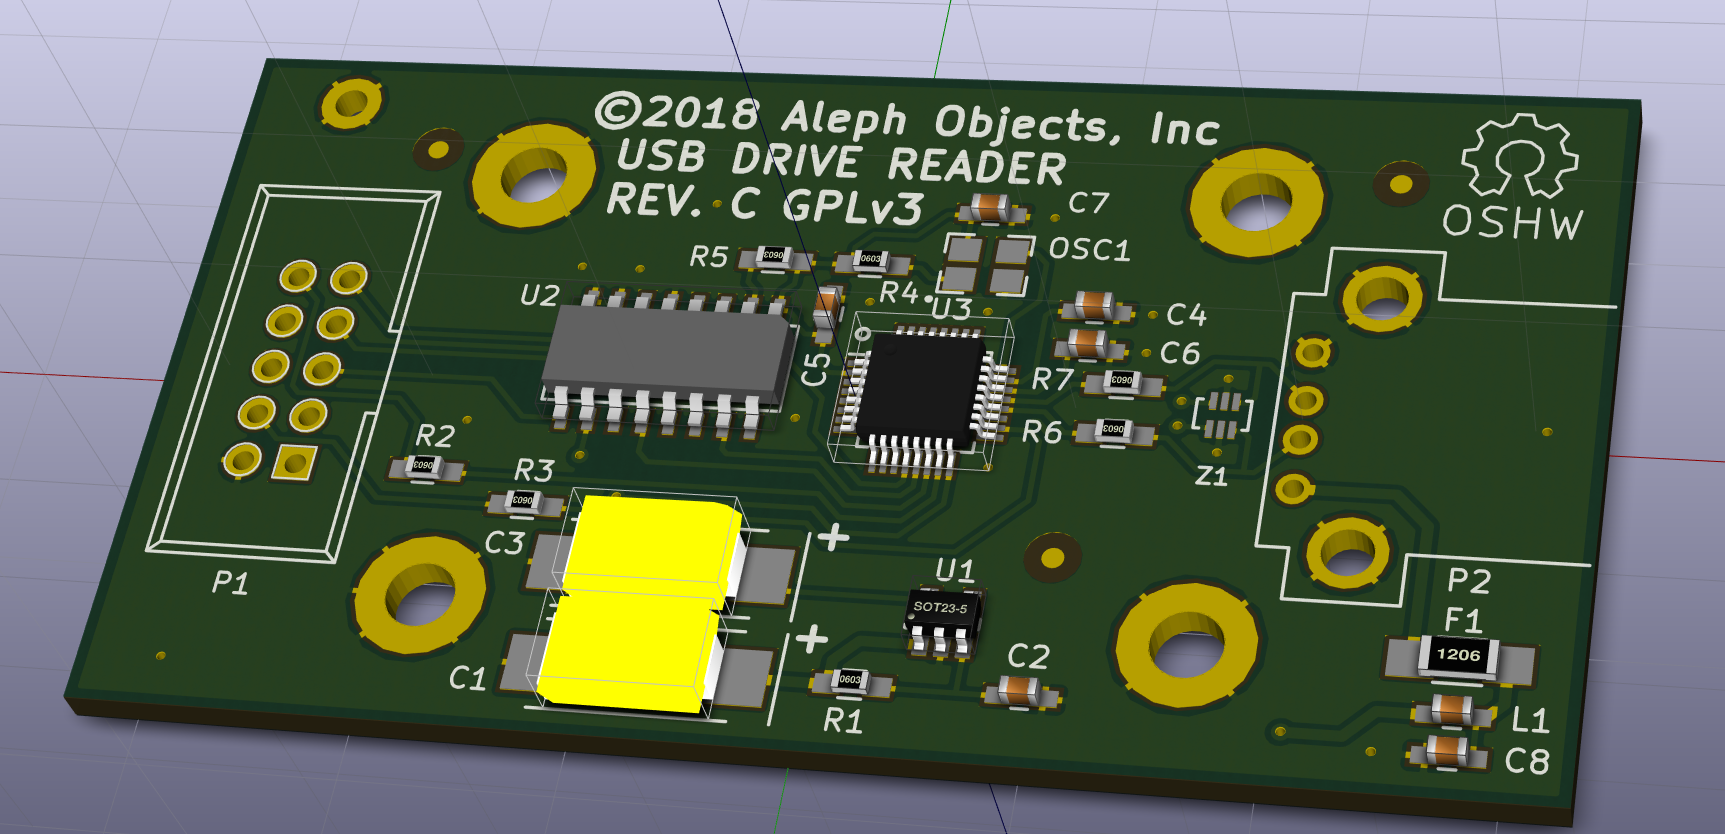 ©2018 Aleph Objects, Inc
USB DRIVE READER
REV. C GPLv3
OSHW
C7
OSC1
R5
0603
0603
R4
U2
U3
C4
C6
C5
R7
0603
R6
0603
Z1
R2
0603
R3
0603
C3
+
P1
U1
SOT23-5
P2
F1
1206
C1
+
R1
0603
C2
L1
C8